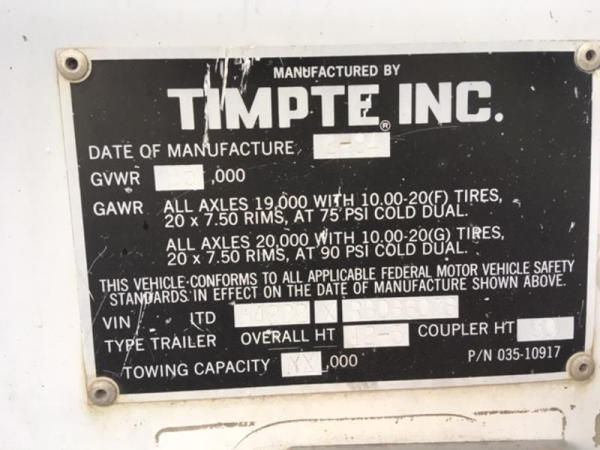 MANUFACTURED BY
TIMPTE® INC.
DATE OF MANUFACTURE
GVWR ,000
GAWR ALL AXLES 19,000 WITH 10.00-20(F) TIRES,
20 x 7.50 RIMS, AT 75 PSI COLD DUAL.
ALL AXLES 20,000 WITH 10.00-20(G) TIRES,
20 x 7.50 RIMS, AT 90 PSI COLD DUAL.
THIS VEHICLE CONFORMS TO ALL APPLICABLE FEDERAL MOTOR VEHICLE SAFETY
STANDARDS IN EFFECT ON THE DATE OF MANUFACTURE SHOWN ABOVE.
VIN ITD
TYPE TRAILER OVERALL HT COUPLER HT
TOWING CAPACITY XX ,000 P/N 035-10917